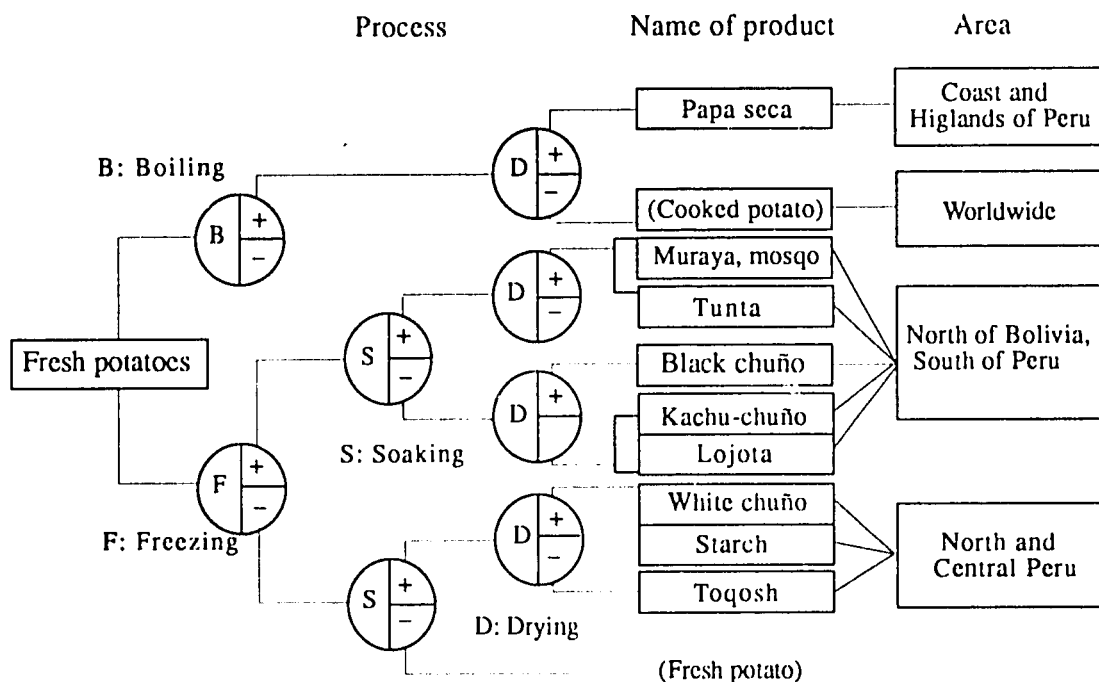 Process Name of product Area
Papa seca
Coast and
Higlands of Peru
B: Boiling
D + −
B + −
(Cooked potato)
Worldwide
Muraya, mosqo
D + −
Tunta
North of Bolivia,
South of Peru
Fresh potatocs
S + −
Black chuño
D +
Kachu-chuño
S: Soaking
Lojota
F + −
White chuño
F: Freezing
D + −
Starch
North and
Central Peru
Toqosh
S + −
D: Drying
(Fresh potato)